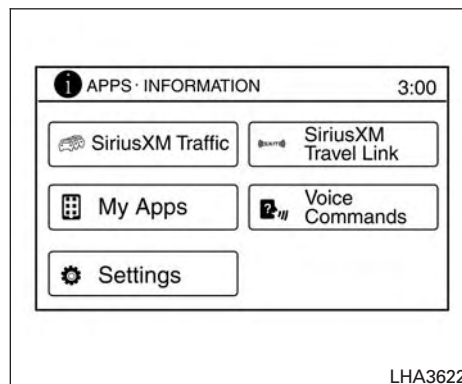 i APPS · INFORMATION 3:00
SiriusXM Traffic
SiriusXM
Travel Link
My Apps
Voice
Commands
Settings
LHA3622